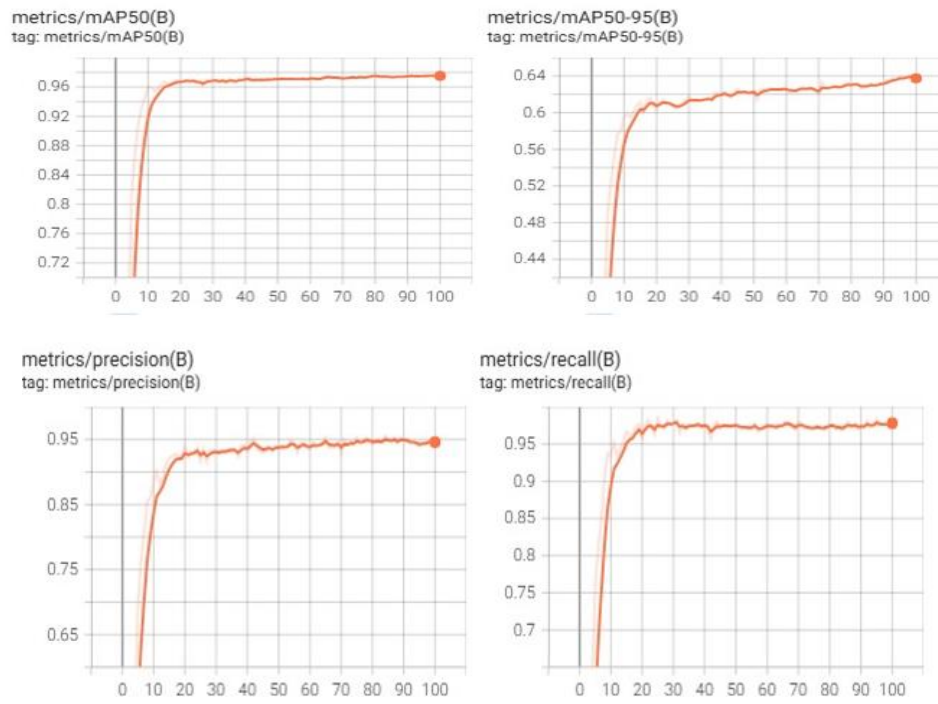 metrics/mAP50(B)
tag: metrics/mAP50(B)
0.96
0.92
0.88
0.84
0.8
0.76
0.72
0 10 20 30 40 50 60 70 80 90 100
metrics/mAP50-95(B)
tag: metrics/mAP50-95(B)
0.64
0.6
0.56
0.52
0.48
0.44
0 10 20 30 40 50 60 70 80 90 100
metrics/precision(B)
tag: metrics/precision(B)
0.95
0.85
0.75
0.65
0 10 20 30 40 50 60 70 80 90 100
metrics/recall(B)
tag: metrics/recall(B)
0.95
0.9
0.85
0.8
0.75
0.7
0 10 20 30 40 50 60 70 80 90 100